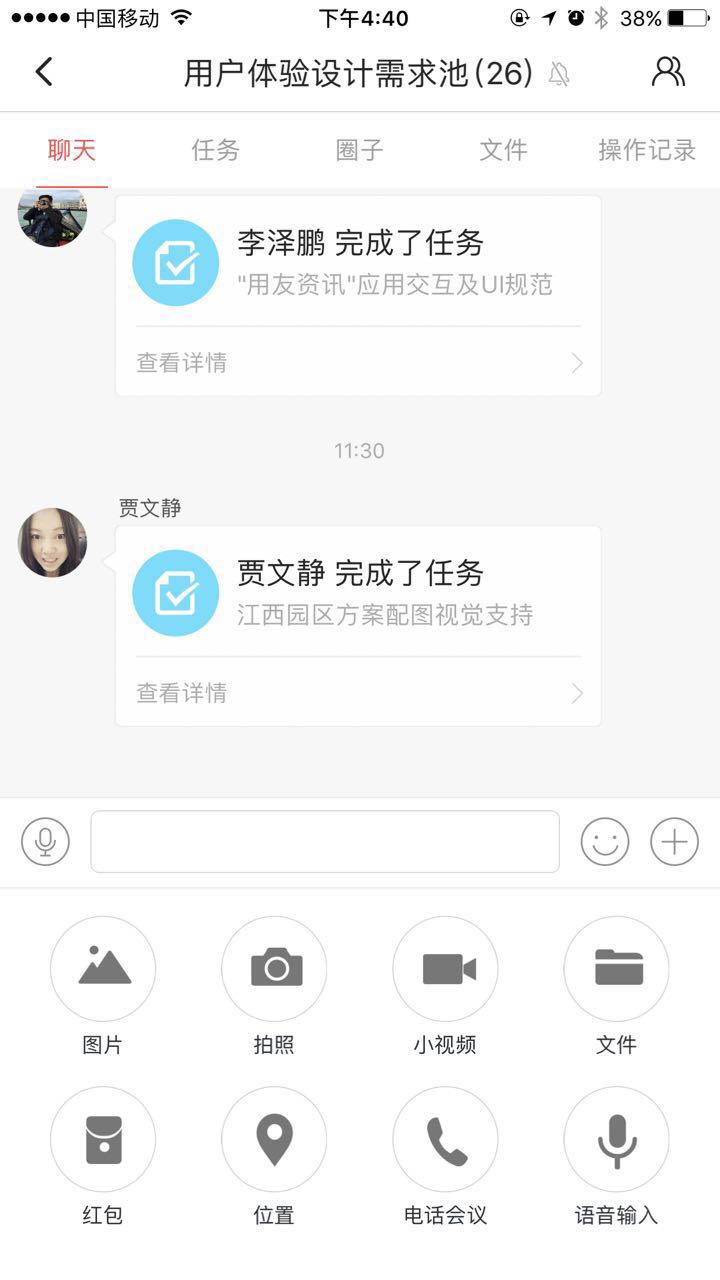 中国移动 下午4:40 38%
用户体验设计需求池(26)
聊天 任务 圈子 文件 操作记录
李泽鹏 完成了任务
"用友资讯"应用交互及UI规范
查看详情
11:30
贾文静
贾文静 完成了任务
江西园区方案配图视觉支持
查看详情
图片 拍照 小视频 文件
红包 位置 电话会议 语音输入